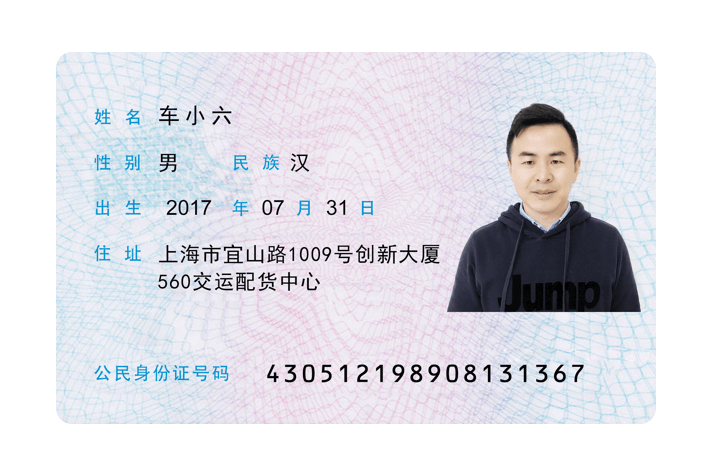 姓名 车小六
性别 男 民族 汉
出生 2017 年 07 月 31 日
住址 上海市宜山路1009号创新大厦
560交运配货中心
Jump
公民身份证号码 430512198908131367